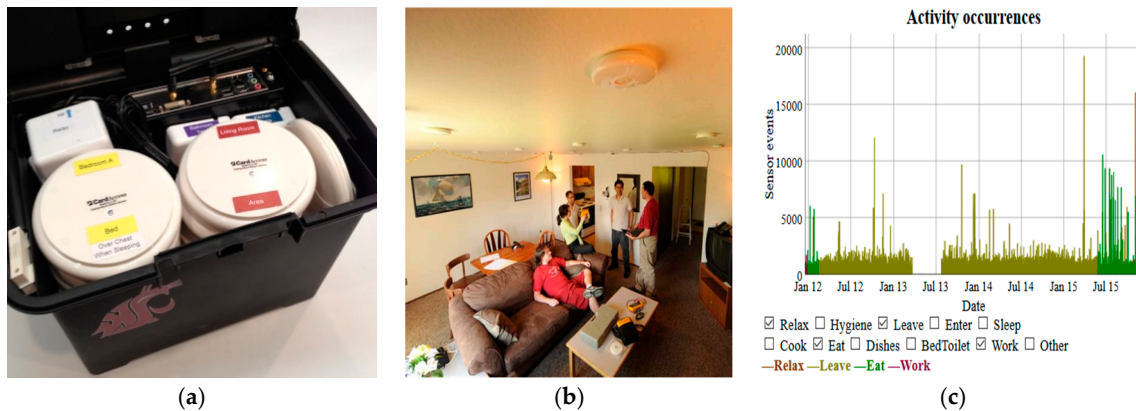 Bedroom A
CardAccess
Bed
Over Chest
When Sleeping
Living Room
CardAccess
Area
(a)
(b)
Activity occurrences
Sensor events
20000
15000
10000
5000
0
Jan 12 Jul 12 Jan 13 Jul 13 Jan 14 Jul 14 Jan 15 Jul 15
Date
Relax Hygiene Leave Enter Sleep
Cook Eat Dishes BedToilet Work Other
—Relax —Leave —Eat —Work
(c)